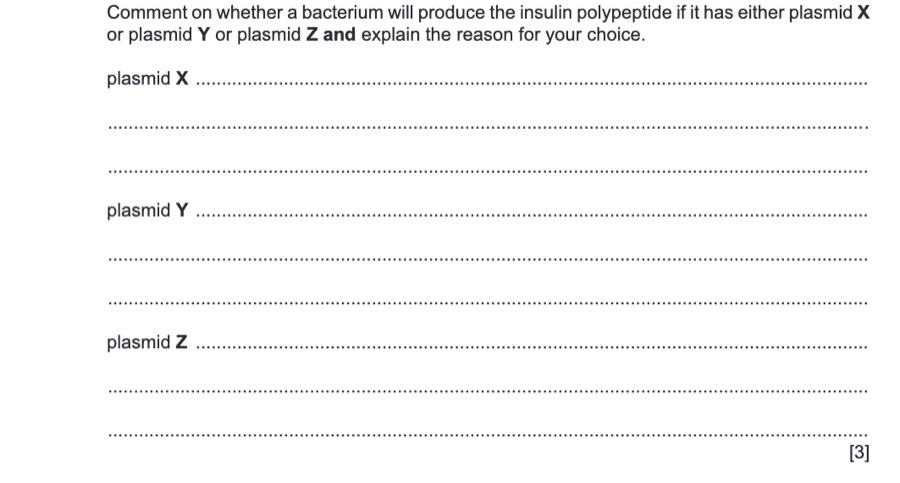 Comment on whether a bacterium will produce the insulin polypeptide if it has either plasmid X
or plasmid Y or plasmid Z and explain the reason for your choice.
plasmid X ....................................................................................................................................
....................................................................................................................................................
....................................................................................................................................................
plasmid Y ....................................................................................................................................
....................................................................................................................................................
....................................................................................................................................................
plasmid Z ....................................................................................................................................
....................................................................................................................................................
....................................................................................................................................................
[3]